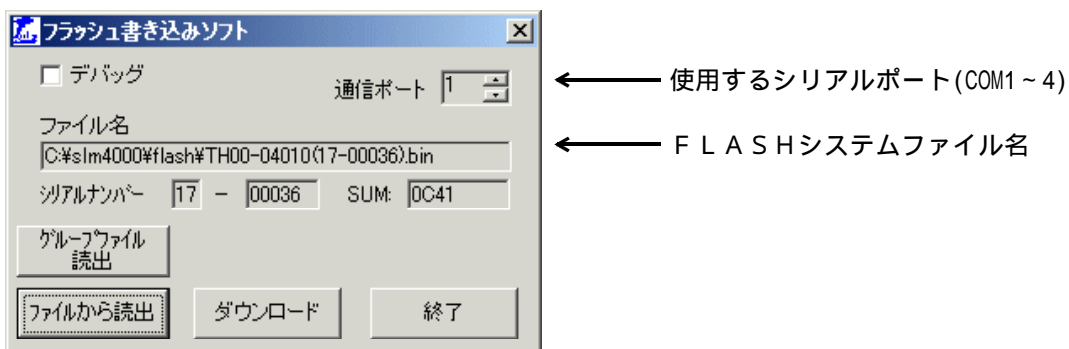 フラッシュ書き込みソフト
デバッグ
通信ポート 1
使用するシリアルポート(COM1~4)
ファイル名
C:¥slm4000¥flash¥TH00-04010(17-00036).bin
FLASHシステムファイル名
シリアルナンバー 17 - 00036 SUM: 0C41
グループファイル
読出
ファイルから読出 ダウンロード 終了